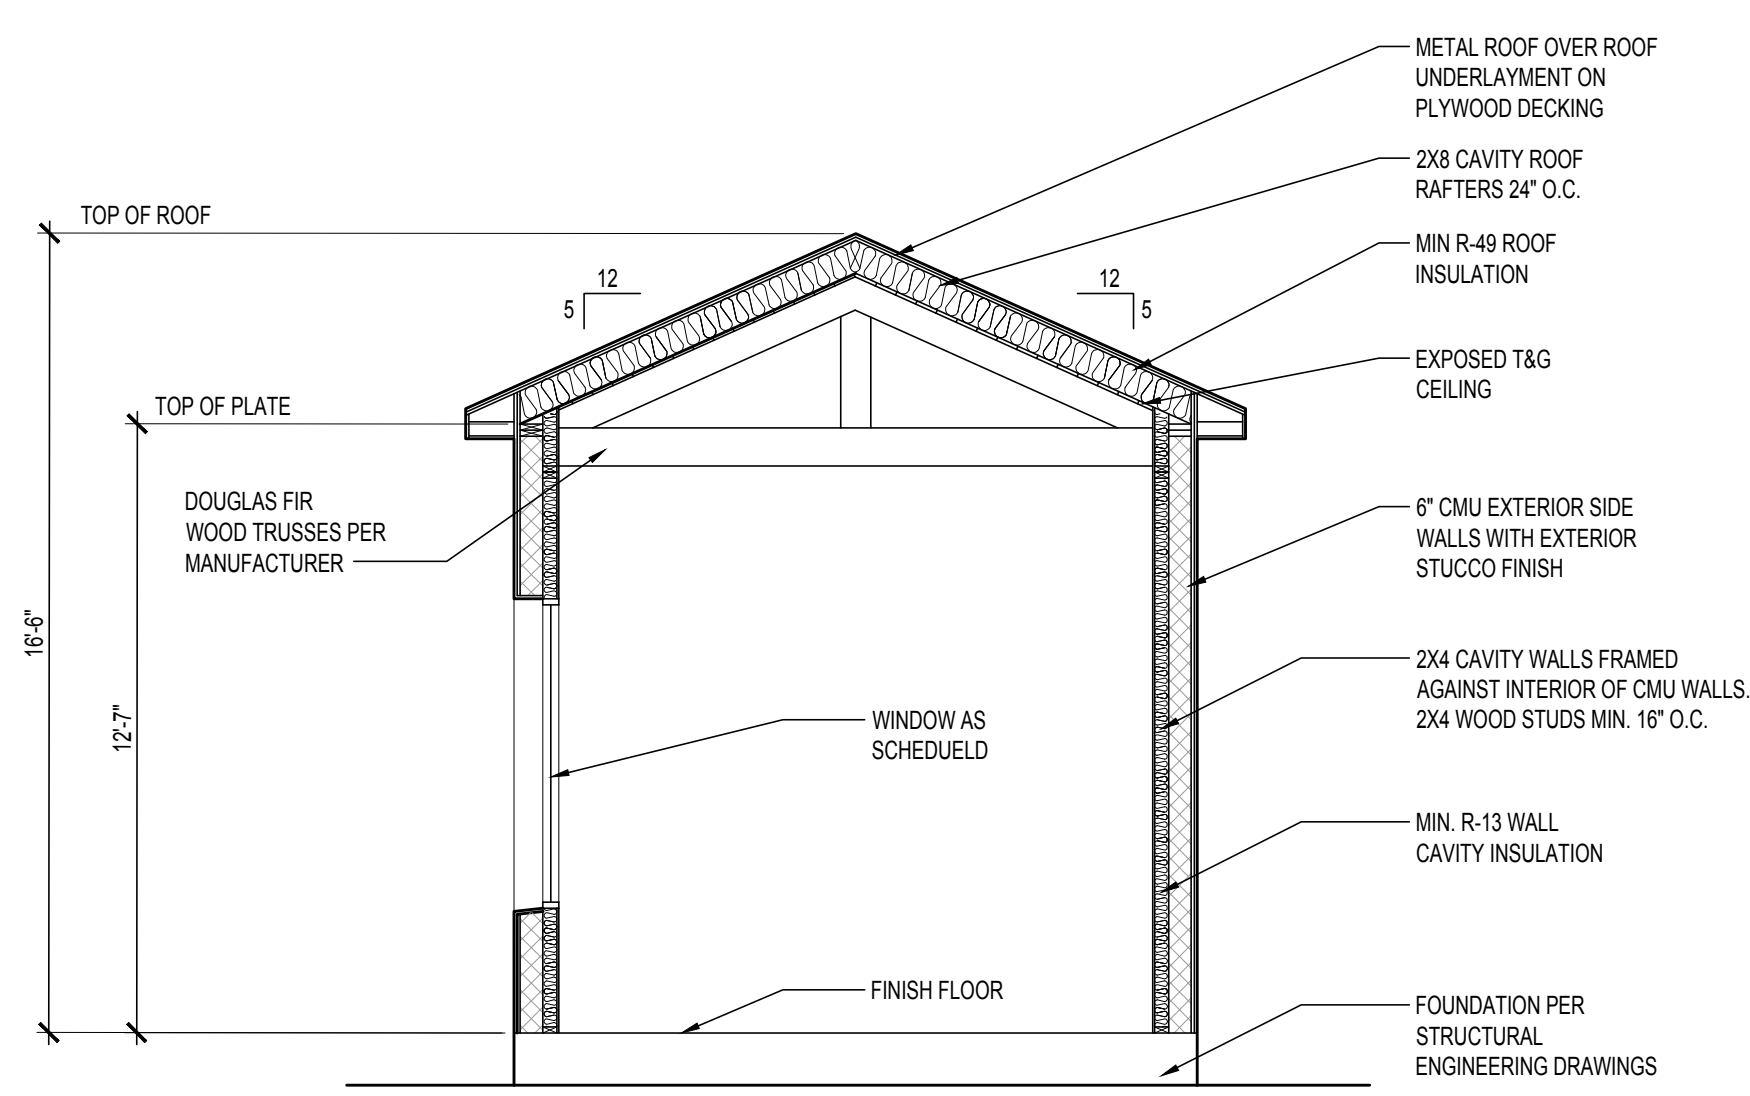 METAL ROOF OVER ROOF
UNDERLAYMENT ON
PLYWOOD DECKING
2X8 CAVITY ROOF
RAFTERS 24" O.C.
TOP OF ROOF
MIN R-49 ROOF
INSULATION
12
5
12
5
EXPOSED T&G
CEILING
TOP OF PLATE
DOUGLAS FIR
WOOD TRUSSES PER
MANUFACTURER
6" CMU EXTERIOR SIDE
WALLS WITH EXTERIOR
STUCCO FINISH
16'-6"
12'-7"
2X4 CAVITY WALLS FRAMED
AGAINST INTERIOR OF CMU WALLS.
2X4 WOOD STUDS MIN. 16" O.C.
WINDOW AS
SCHEDUELD
MIN. R-13 WALL
CAVITY INSULATION
FINISH FLOOR
FOUNDATION PER
STRUCTURAL
ENGINEERING DRAWINGS